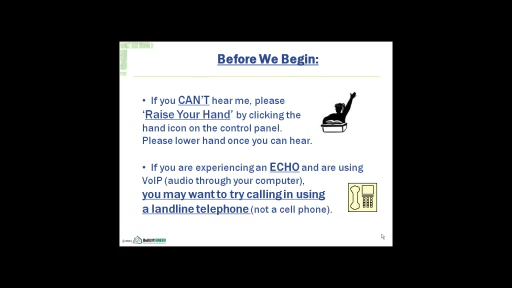 Before We Begin:
• If you CAN'T hear me, please
'Raise Your Hand' by clicking the
hand icon on the control panel.
Please lower hand once you can hear.
• If you are experiencing an ECHO and are using
VoIP (audio through your computer),
you may want to try calling in using
a landline telephone (not a cell phone).